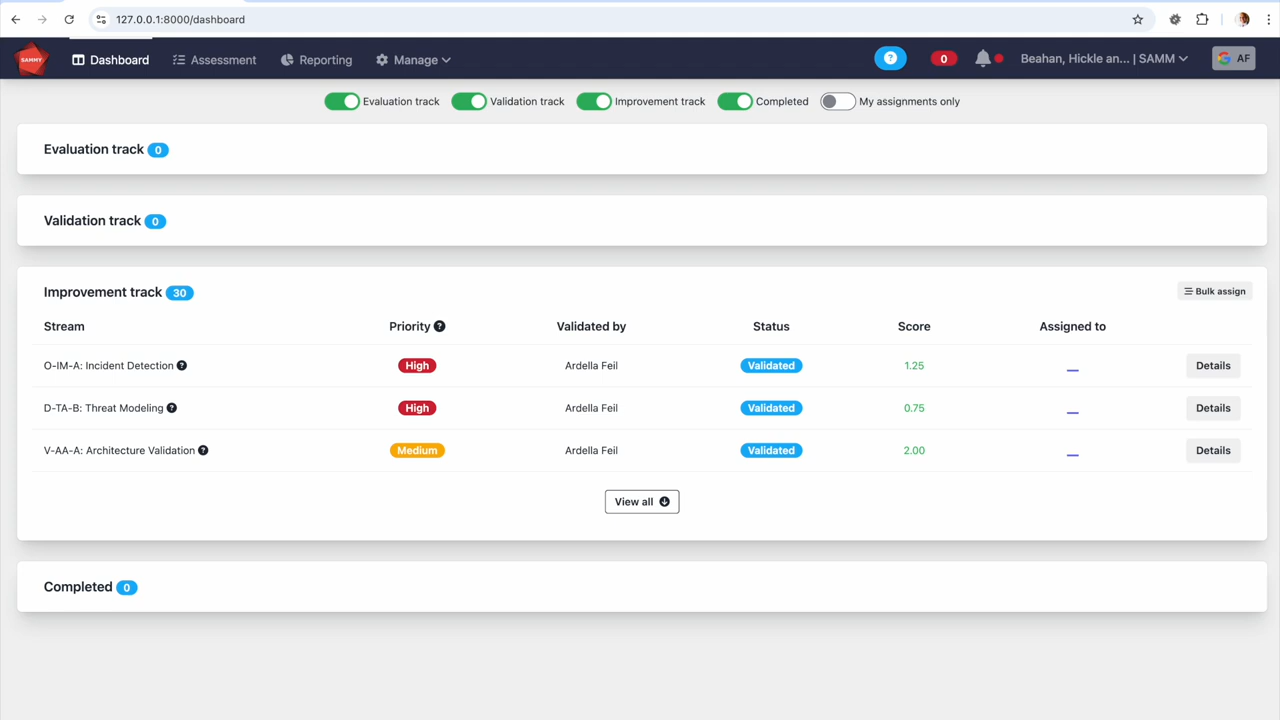 127.0.0.1:8000/dashboard
SAMMY Dashboard Assessment Reporting Manage ? 0 Beahan, Hickle an... | SAMM AF
Evaluation track Validation track Improvement track Completed My assignments only
Evaluation track 0
Validation track 0
Improvement track 30 Bulk assign
Stream Priority ? Validated by Status Score Assigned to
O-IM-A: Incident Detection ? High Ardella Feil Validated 1.25 — Details
D-TA-B: Threat Modeling ? High Ardella Feil Validated 0.75 — Details
V-AA-A: Architecture Validation ? Medium Ardella Feil Validated 2.00 — Details
View all
Completed 0